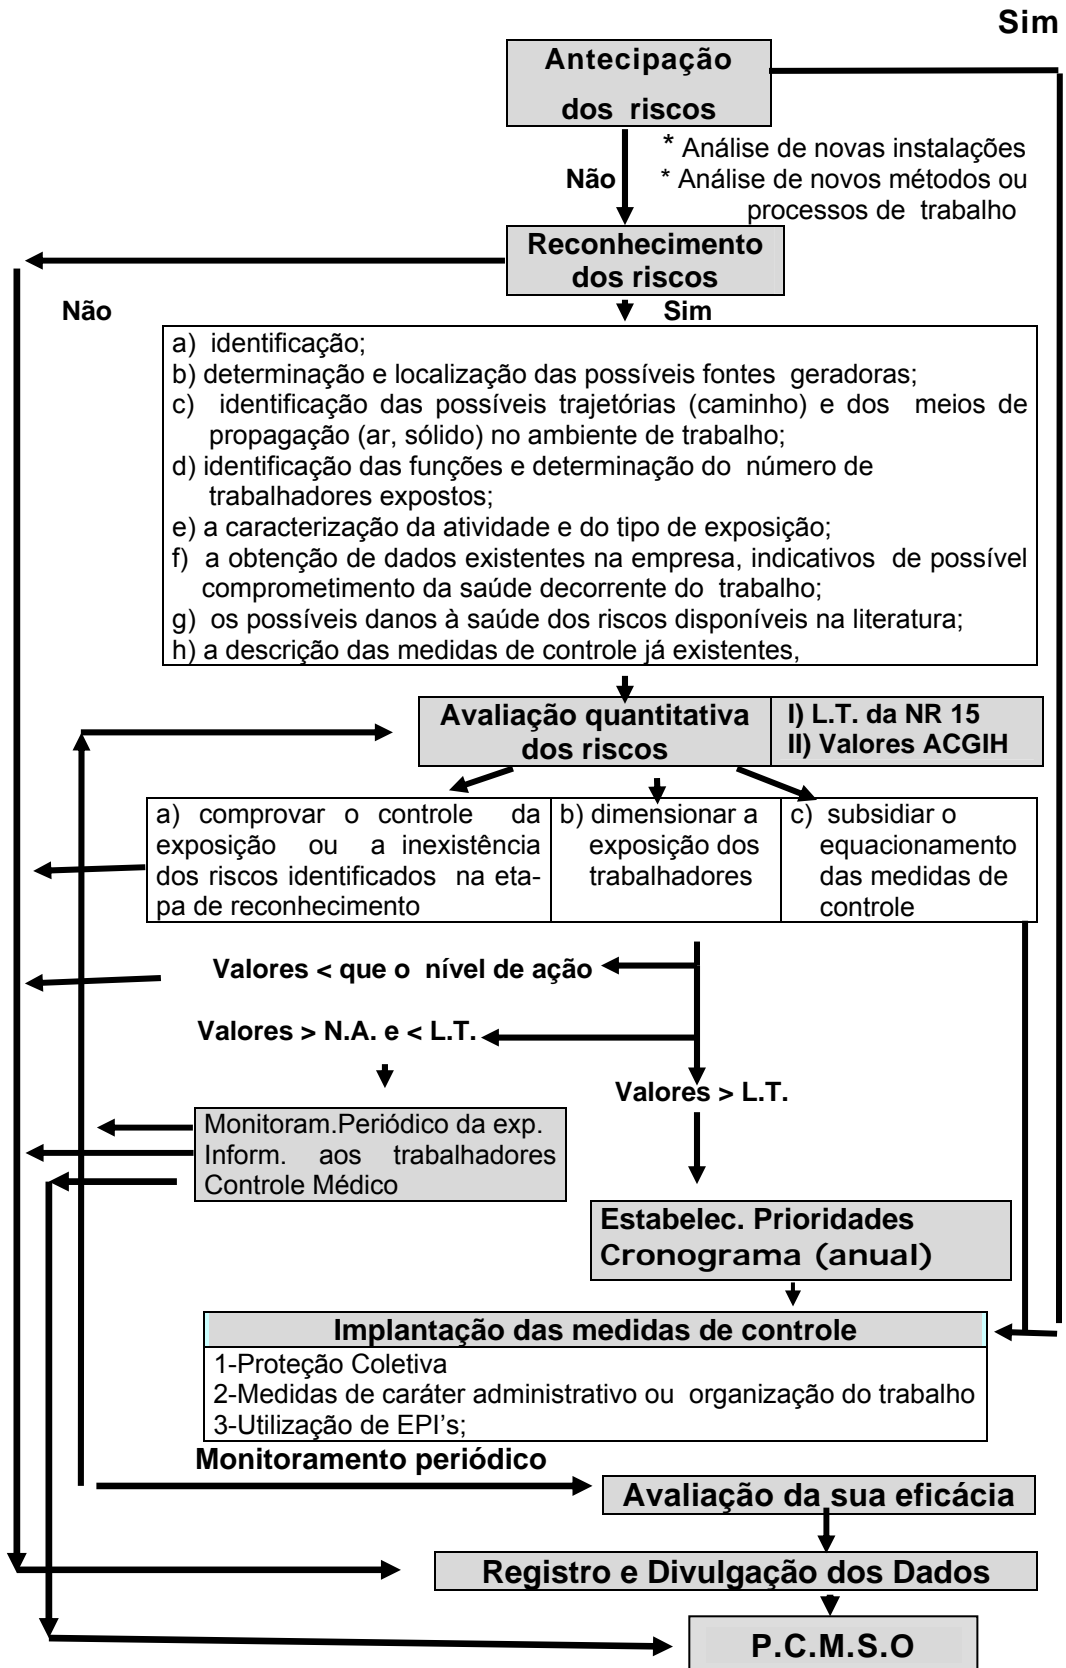 Sim
Antecipação
dos riscos
* Análise de novas instalações
Não
* Análise de novos métodos ou
processos de trabalho
Reconhecimento
dos riscos
Não
Sim
a) identificação;
b) determinação e localização das possíveis fontes geradoras;
c) identificação das possíveis trajetórias (caminho) e dos meios de
propagação (ar, sólido) no ambiente de trabalho;
d) identificação das funções e determinação do número de
trabalhadores expostos;
e) a caracterização da atividade e do tipo de exposição;
f) a obtenção de dados existentes na empresa, indicativos de possível
comprometimento da saúde decorrente do trabalho;
g) os possíveis danos à saúde dos riscos disponíveis na literatura;
h) a descrição das medidas de controle já existentes,
Avaliação quantitativa
dos riscos
I) L.T. da NR 15
II) Valores ACGIH
a) comprovar o controle da
exposição ou a inexistência
dos riscos identificados na eta-
pa de reconhecimento
b) dimensionar a
exposição dos
trabalhadores
c) subsidiar o
equacionamento
das medidas de
controle
Valores < que o nível de ação
Valores > N.A. e < L.T.
Valores > L.T.
Monitoram.Periódico da exp.
Inform. aos trabalhadores
Controle Médico
Estabelec. Prioridades
Cronograma (anual)
Implantação das medidas de controle
1-Proteção Coletiva
2-Medidas de caráter administrativo ou organização do trabalho
3-Utilização de EPI's;
Monitoramento periódico
Avaliação da sua eficácia
Registro e Divulgação dos Dados
P.C.M.S.O